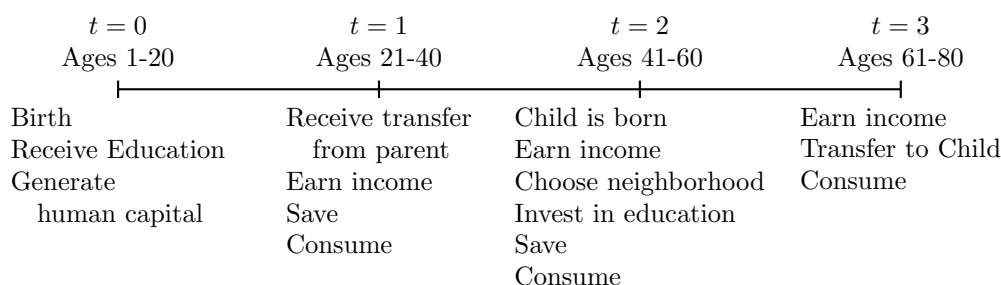 t = 0
Ages 1-20
t = 1
Ages 21-40
t = 2
Ages 41-60
t = 3
Ages 61-80
Birth
Receive Education
Generate
human capital
Receive transfer
from parent
Earn income
Save
Consume
Child is born
Earn income
Choose neighborhood
Invest in education
Save
Consume
Earn income
Transfer to Child
Consume